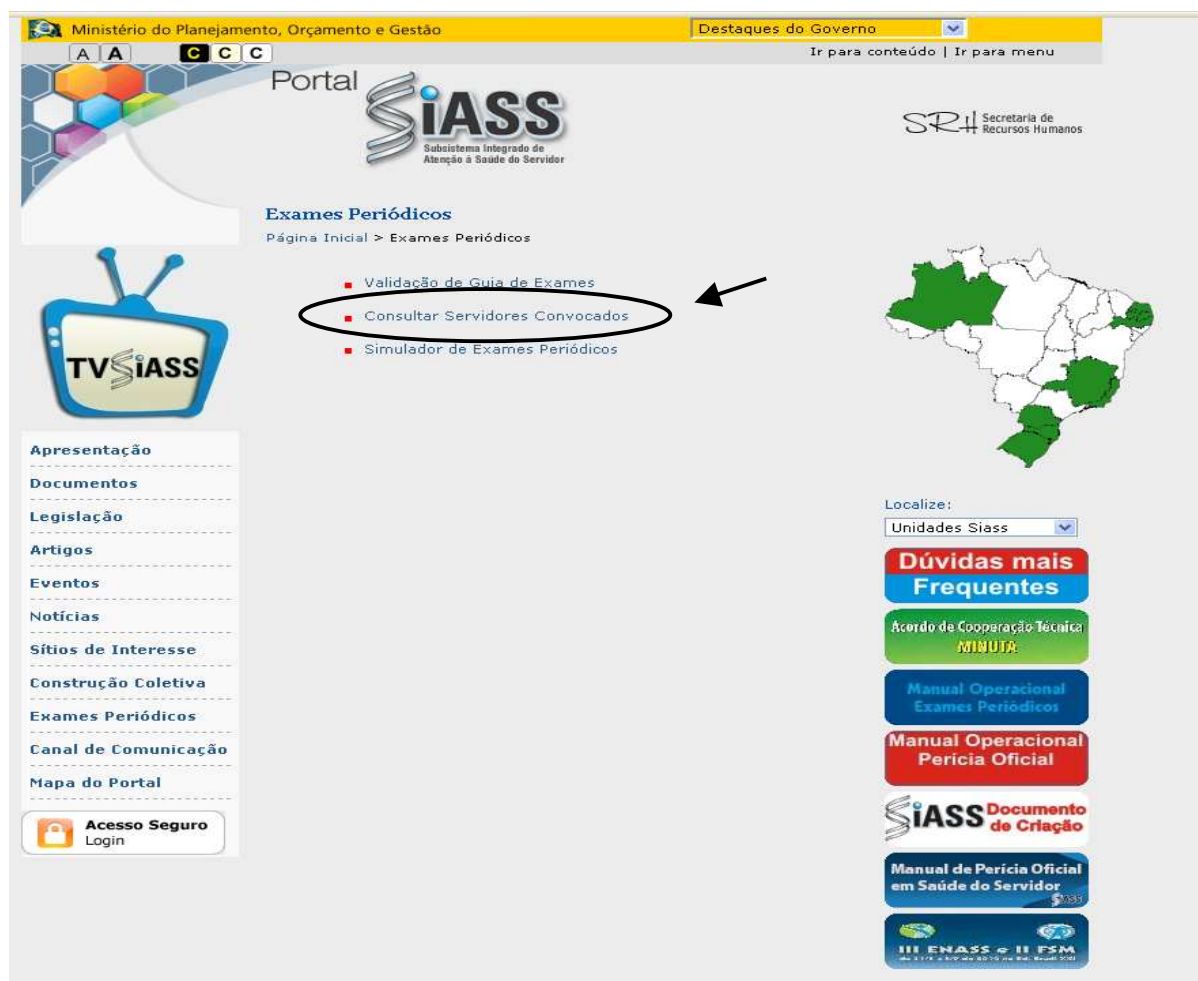 Ministério do Planejamento, Orçamento e Gestão
Destaques do Governo
A A C C C
Ir para conteúdo | Ir para menu
Portal
SiASS
Subsistema Integrado de
Atenção à Saúde do Servidor
SRH Secretaria de
Recursos Humanos
Exames Periódicos
Página Inicial > Exames Periódicos
Validação de Guia de Exames
Consultar Servidores Convocados
Simulador de Exames Periódicos
TVSiASS
Apresentação
Documentos
Legislação
Artigos
Eventos
Notícias
Sítios de Interesse
Construção Coletiva
Exames Periódicos
Canal de Comunicação
Mapa do Portal
Acesso Seguro
Login
Localize:
Unidades Siass
Dúvidas mais
Frequentes
Acordo de Cooperação Técnica
MINUTA
Manual Operacional
Exames Periódicos
Manual Operacional
Perícia Oficial
SiASS Documento
de Criação
Manual de Perícia Oficial
em Saúde do Servidor
SiASS
III ENASS e II FSM